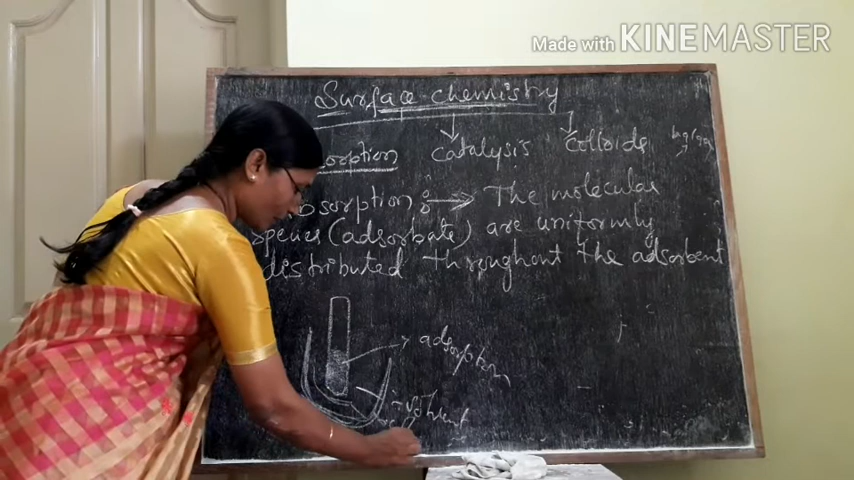 Made with KINEMASTER
Surface chemistry
catalysis colloids
sorption :→ The molecular
species (adsorbate) are uniformly
distributed throughout the adsorbent
adsorption